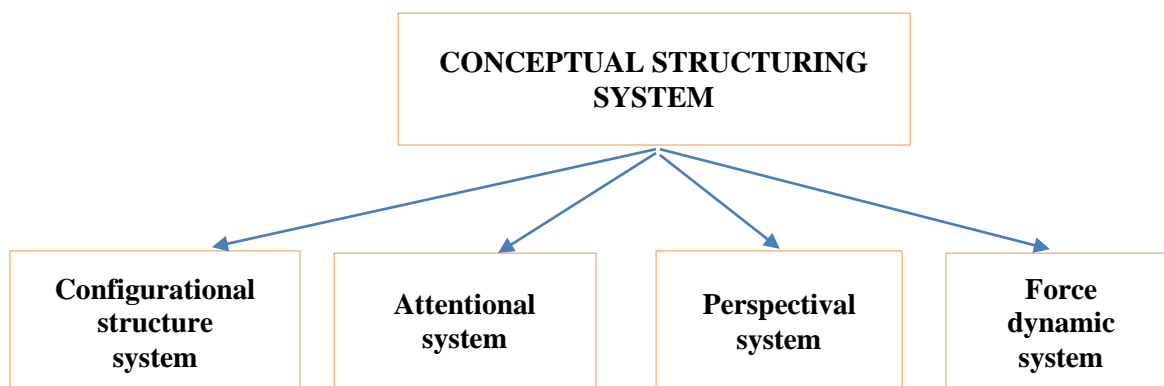 CONCEPTUAL STRUCTURING
SYSTEM
Configurational
structure
system
Attentional
system
Perspectival
system
Force
dynamic
system